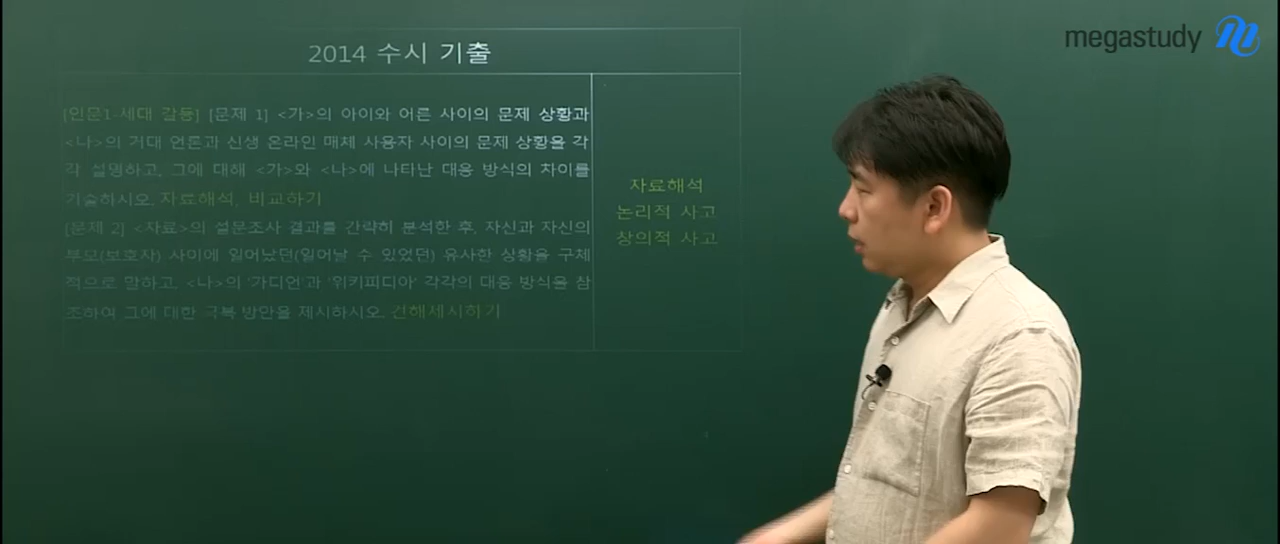 megastudy
2014 수시 기출
[인문1-세대 갈등] [문제 1] <가>의 아이와 어른 사이의 문제 상황과
<나>의 거대 언론과 신생 온라인 매체 사용자 사이의 문제 상황을 각
각 설명하고, 그에 대해 <가>와 <나>에 나타난 대응 방식의 차이를
기술하시오. 자료해석, 비교하기
[문제 2] <자료>의 설문조사 결과를 간략히 분석한 후, 자신과 자신의
부모(보호자) 사이에 일어났던(일어날 수 있었던) 유사한 상황을 구체
적으로 말하고, <나>의 '가디언'과 '위키피디아' 각각의 대응 방식을 참
조하여 그에 대한 극복 방안을 제시하시오. 견해제시하기
자료해석
논리적 사고
창의적 사고